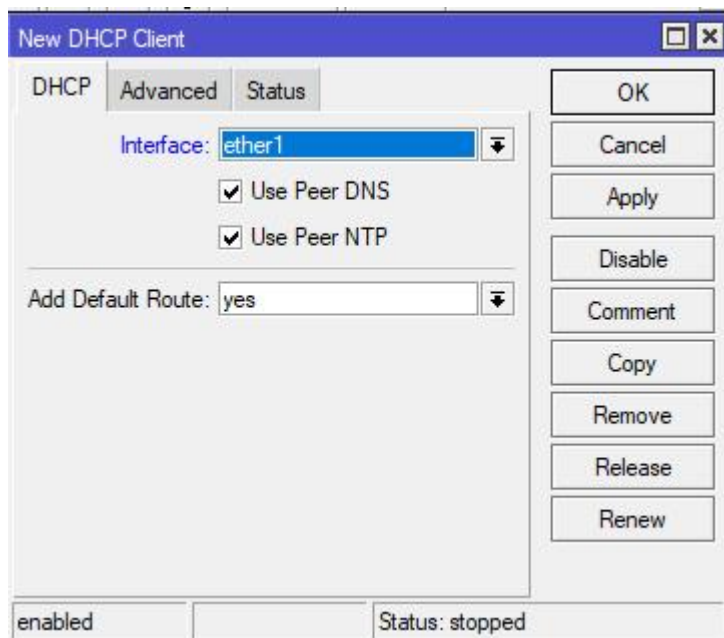 New DHCP Client
DHCP Advanced Status
Interface: ether1
Use Peer DNS
Use Peer NTP
Add Default Route: yes
OK
Cancel
Apply
Disable
Comment
Copy
Remove
Release
Renew
enabled Status: stopped